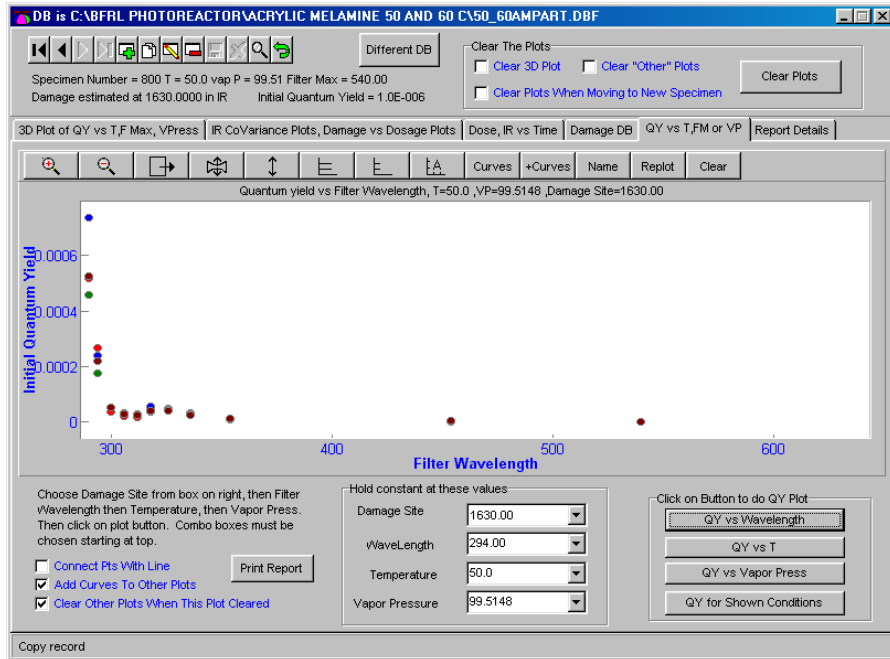 DB is C:\BFRL PHOTOREACTOR\ACRYLIC MELAMINE 50 AND 60 C\50_60AMPART.DBF
Different DB
Specimen Number = 800 T = 50.0 vap P = 99.51 Filter Max = 540.00
Damage estimated at 1630.0000 in IR Initial Quantum Yield = 1.0E-006
Clear The Plots
Clear 3D Plot Clear "Other" Plots
Clear Plots When Moving to New Specimen
Clear Plots
3D Plot of QY vs T,F Max, VPress IR CoVariance Plots, Damage vs Dosage Plots Dose, IR vs Time Damage DB QY vs T,FM or VP Report Details
Curves +Curves Name Replot Clear
Quantum yield vs Filter Wavelength, T=50.0 ,VP=99.5148 ,Damage Site=1630.00
Initial Quantum Yield
0.0006
0.0004
0.0002
0
300 400 500 600
Filter Wavelength
Choose Damage Site from box on right, then Filter
Wavelength then Temperature, then Vapor Press.
Then click on plot button. Combo boxes must be
chosen starting at top.
Connect Pts With Line
Add Curves To Other Plots
Clear Other Plots When This Plot Cleared
Print Report
Hold constant at these values
Damage Site 1630.00
WaveLength 294.00
Temperature 50.0
Vapor Pressure 99.5148
Click on Button to do QY Plot
QY vs Wavelength
QY vs T
QY vs Vapor Press
QY for Shown Conditions
Copy record